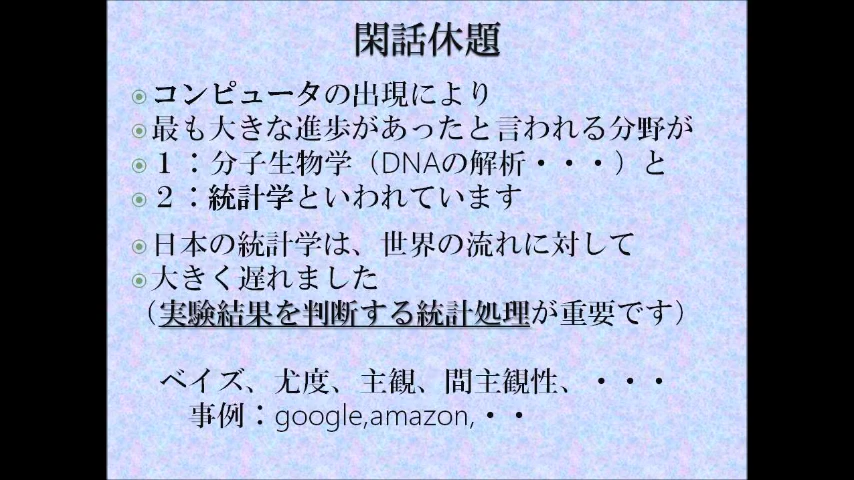 閑話休題
コンピュータの出現により
最も大きな進歩があったと言われる分野が
１：分子生物学（DNAの解析・・・）と
２：統計学といわれています
日本の統計学は、世界の流れに対して
大きく遅れました
（実験結果を判断する統計処理が重要です）
ベイズ、尤度、主観、間主観性、・・・
事例：google,amazon,・・